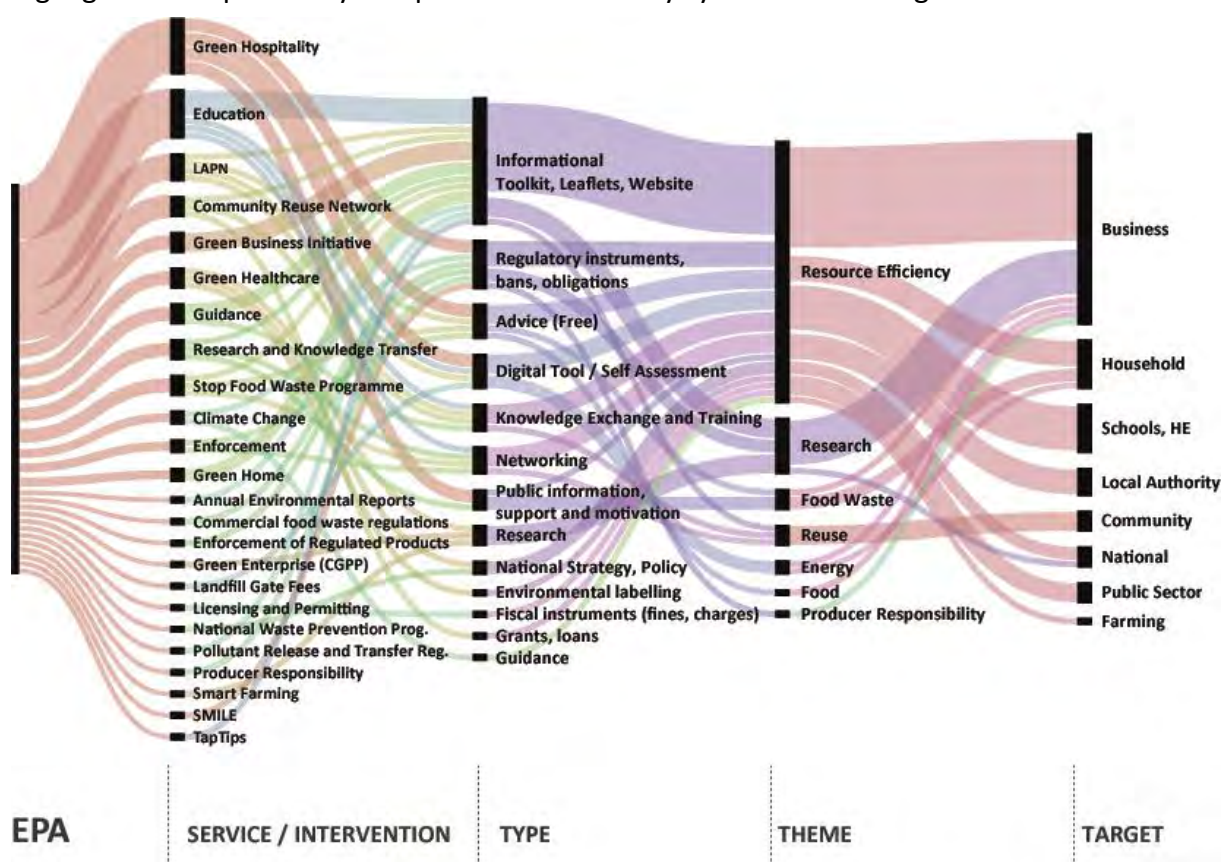 Green Hospitality
Education
LAPN
Community Reuse Network
Green Business Initiative
Green Healthcare
Guidance
Research and Knowledge Transfer
Stop Food Waste Programme
Climate Change
Enforcement
Green Home
Annual Environmental Reports
Commercial food waste regulations
Enforcement of Regulated Products
Green Enterprise (CGPP)
Landfill Gate Fees
Licensing and Permitting
National Waste Prevention Prog.
Pollutant Release and Transfer Reg.
Producer Responsibility
Smart Farming
SMILE
TapTips
Informational
Toolkit, Leaflets, Website
Regulatory instruments,
bans, obligations
Advice (Free)
Digital Tool / Self Assessment
Knowledge Exchange and Training
Networking
Public information,
support and motivation
Research
National Strategy, Policy
Environmental labelling
Fiscal instruments (fines, charges)
Grants, loans
Guidance
Resource Efficiency
Research
Food Waste
Reuse
Energy
Food
Producer Responsibility
Business
Household
Schools, HE
Local Authority
Community
National
Public Sector
Farming
EPA
SERVICE / INTERVENTION
TYPE
THEME
TARGET